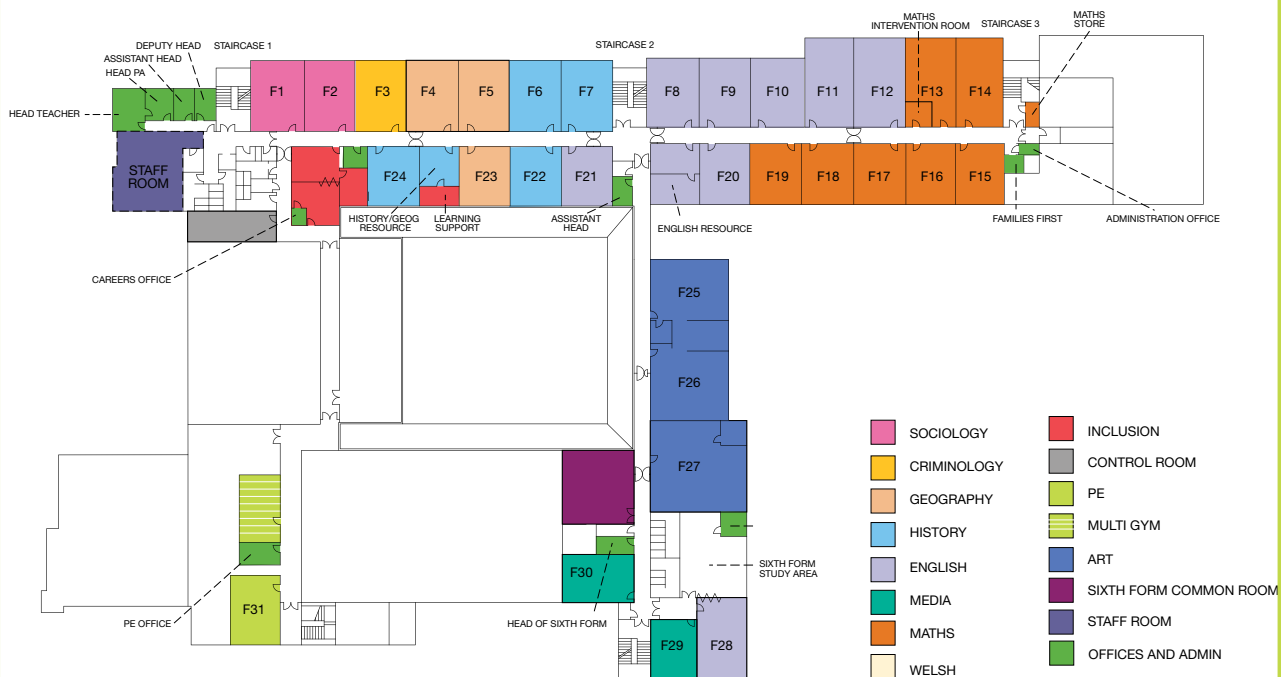 MATHS
INTERVENTION ROOM
STAIRCASE 3
MATHS
STORE
DEPUTY HEAD
STAIRCASE 1
STAIRCASE 2
ASSISTANT HEAD
HEAD PA
HEAD TEACHER
F1
F2
F3
F4
F5
F6
F7
F8
F9
F10
F11
F12
F13
F14
STAFF
ROOM
F24
F23
F22
F21
F20
F19
F18
F17
F16
F15
HISTORY/GEOG
RESOURCE
LEARNING
SUPPORT
ASSISTANT
HEAD
ENGLISH RESOURCE
FAMILIES FIRST
ADMINISTRATION OFFICE
CAREERS OFFICE
F25
F26
F27
F30
F31
SIXTH FORM
STUDY AREA
PE OFFICE
HEAD OF SIXTH FORM
F29
F28
SOCIOLOGY
CRIMINOLOGY
GEOGRAPHY
HISTORY
ENGLISH
MEDIA
MATHS
WELSH
INCLUSION
CONTROL ROOM
PE
MULTI GYM
ART
SIXTH FORM COMMON ROOM
STAFF ROOM
OFFICES AND ADMIN